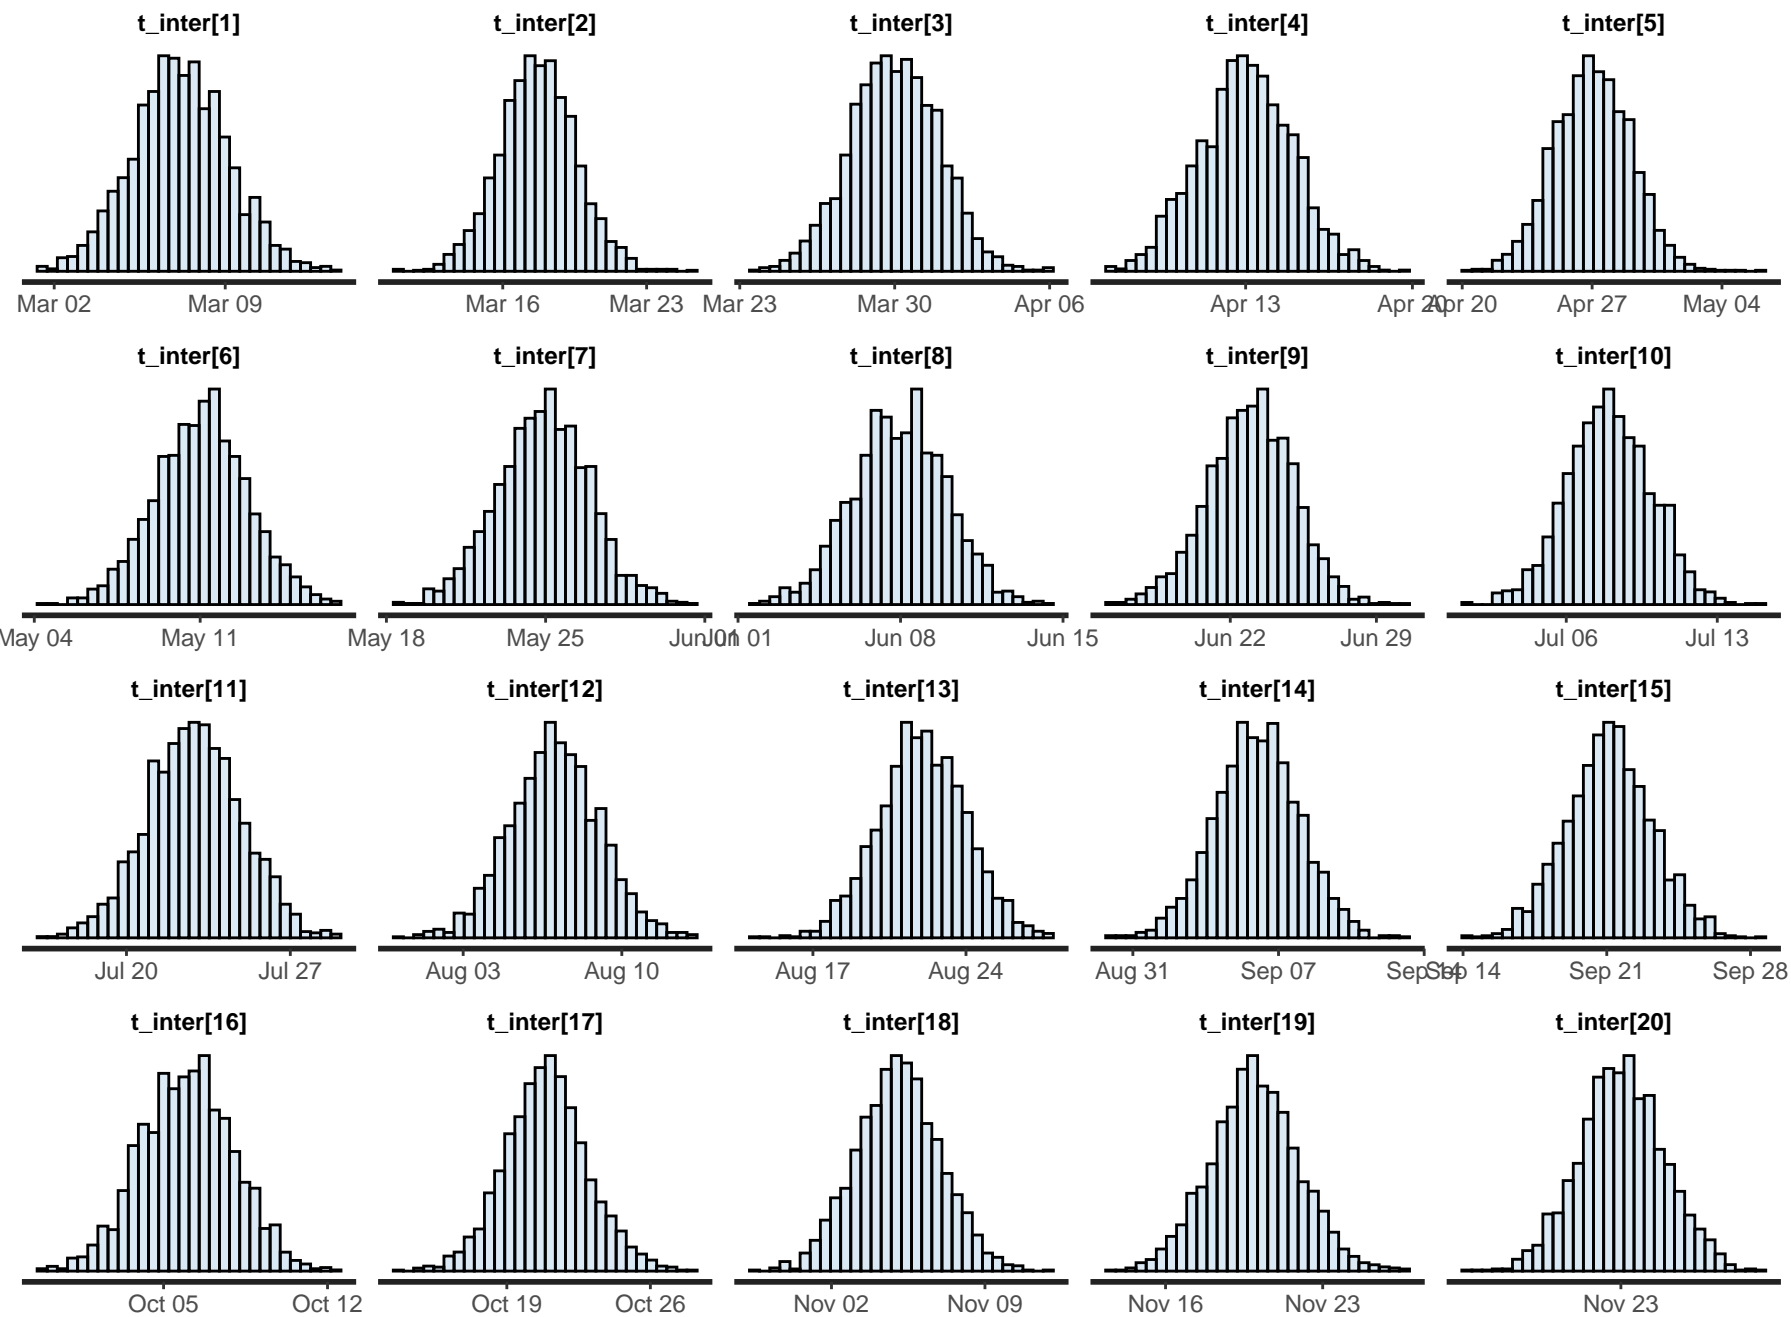 t_inter[1] t_inter[2] t_inter[3] t_inter[4] t_inter[5]
Mar 02 Mar 09 Mar 16 Mar 23 Mar 23 Mar 30 Apr 06 Apr 13 Apr 20 Apr 20 Apr 27 May 04
t_inter[6] t_inter[7] t_inter[8] t_inter[9] t_inter[10]
May 04 May 11 May 18 May 25 Jun 01 Jun 01 Jun 08 Jun 15 Jun 22 Jun 29 Jul 06 Jul 13
t_inter[11] t_inter[12] t_inter[13] t_inter[14] t_inter[15]
Jul 20 Jul 27 Aug 03 Aug 10 Aug 17 Aug 24 Aug 31 Sep 07 Sep 14 Sep 14 Sep 21 Sep 28
t_inter[16] t_inter[17] t_inter[18] t_inter[19] t_inter[20]
Oct 05 Oct 12 Oct 19 Oct 26 Nov 02 Nov 09 Nov 16 Nov 23 Nov 23